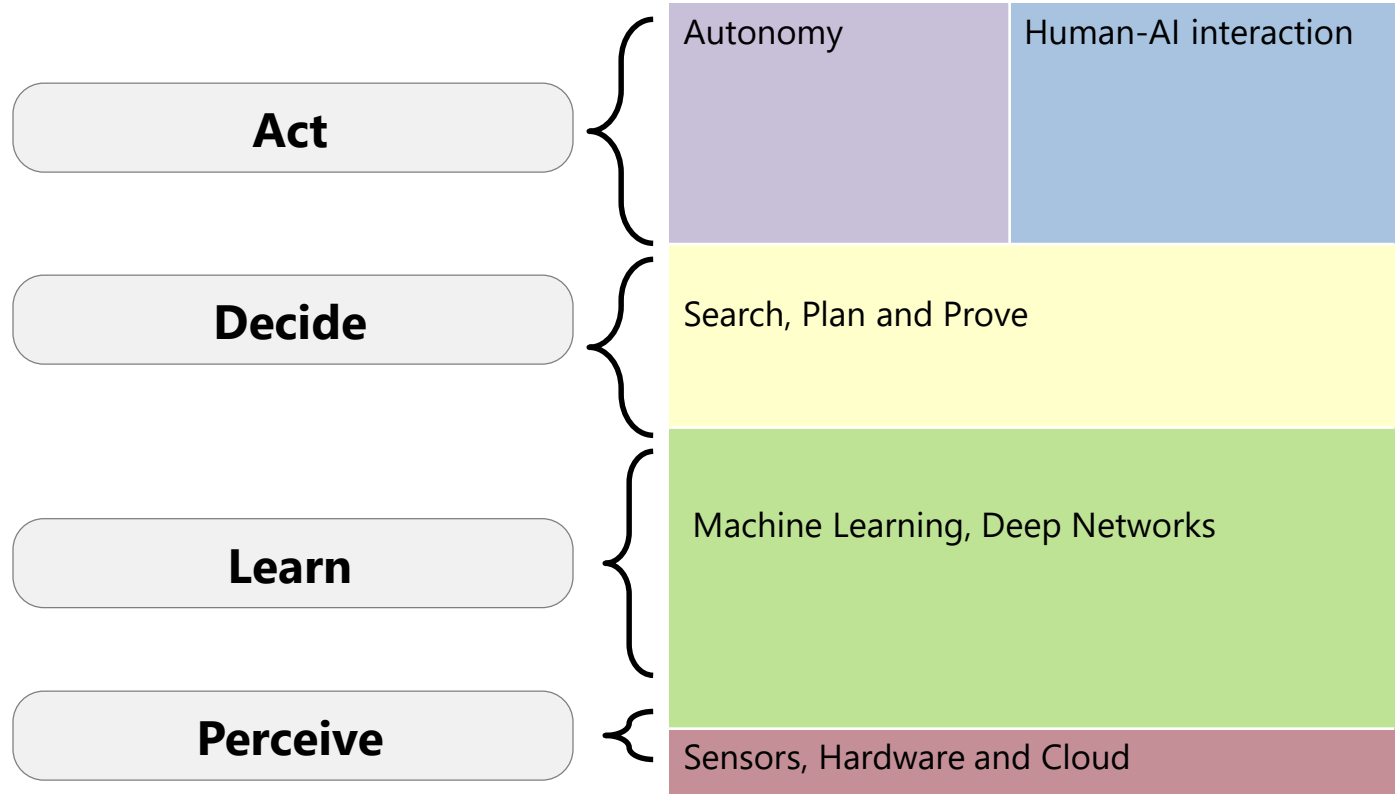 Autonomy
Human-AI interaction
Act
Decide
Search, Plan and Prove
Machine Learning, Deep Networks
Learn
Perceive
Sensors, Hardware and Cloud